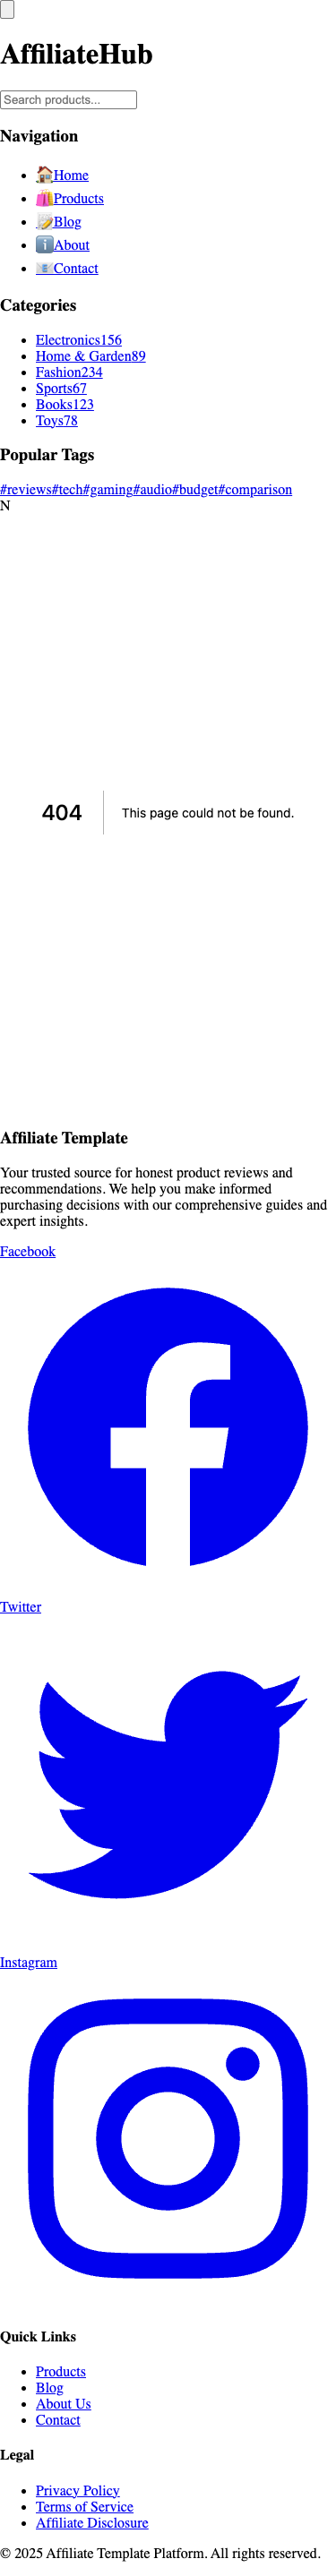 AffiliateHub
Search products...
Navigation
Home
Products
Blog
About
Contact
Categories
Electronics156
Home & Garden89
Fashion234
Sports67
Books123
Toys78
Popular Tags
#reviews#tech#gaming#audio#budget#comparison
N
404
This page could not be found.
Affiliate Template
Your trusted source for honest product reviews and
recommendations. We help you make informed
purchasing decisions with our comprehensive guides and
expert insights.
Facebook
Twitter
Instagram
Quick Links
Products
Blog
About Us
Contact
Legal
Privacy Policy
Terms of Service
Affiliate Disclosure
© 2025 Affiliate Template Platform. All rights reserved.